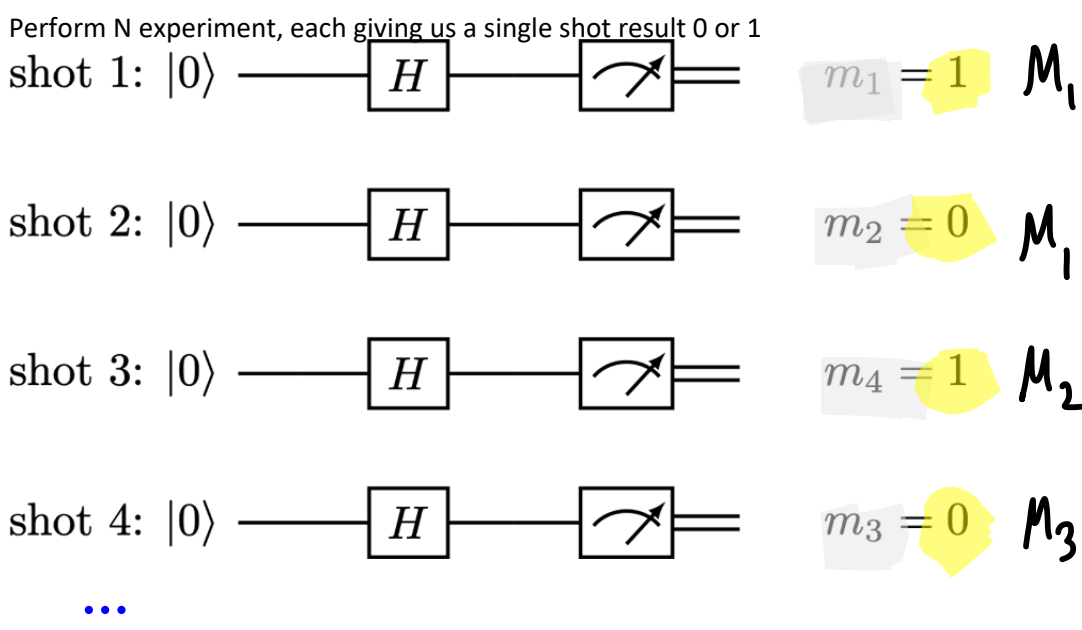 Perform N experiment, each giving us a single shot result 0 or 1
shot 1: |0⟩ H m₁ = 1 M₁
shot 2: |0⟩ H m₂ = 0 M₁
shot 3: |0⟩ H m₄ = 1 M₂
shot 4: |0⟩ H m₃ = 0 M₃
...